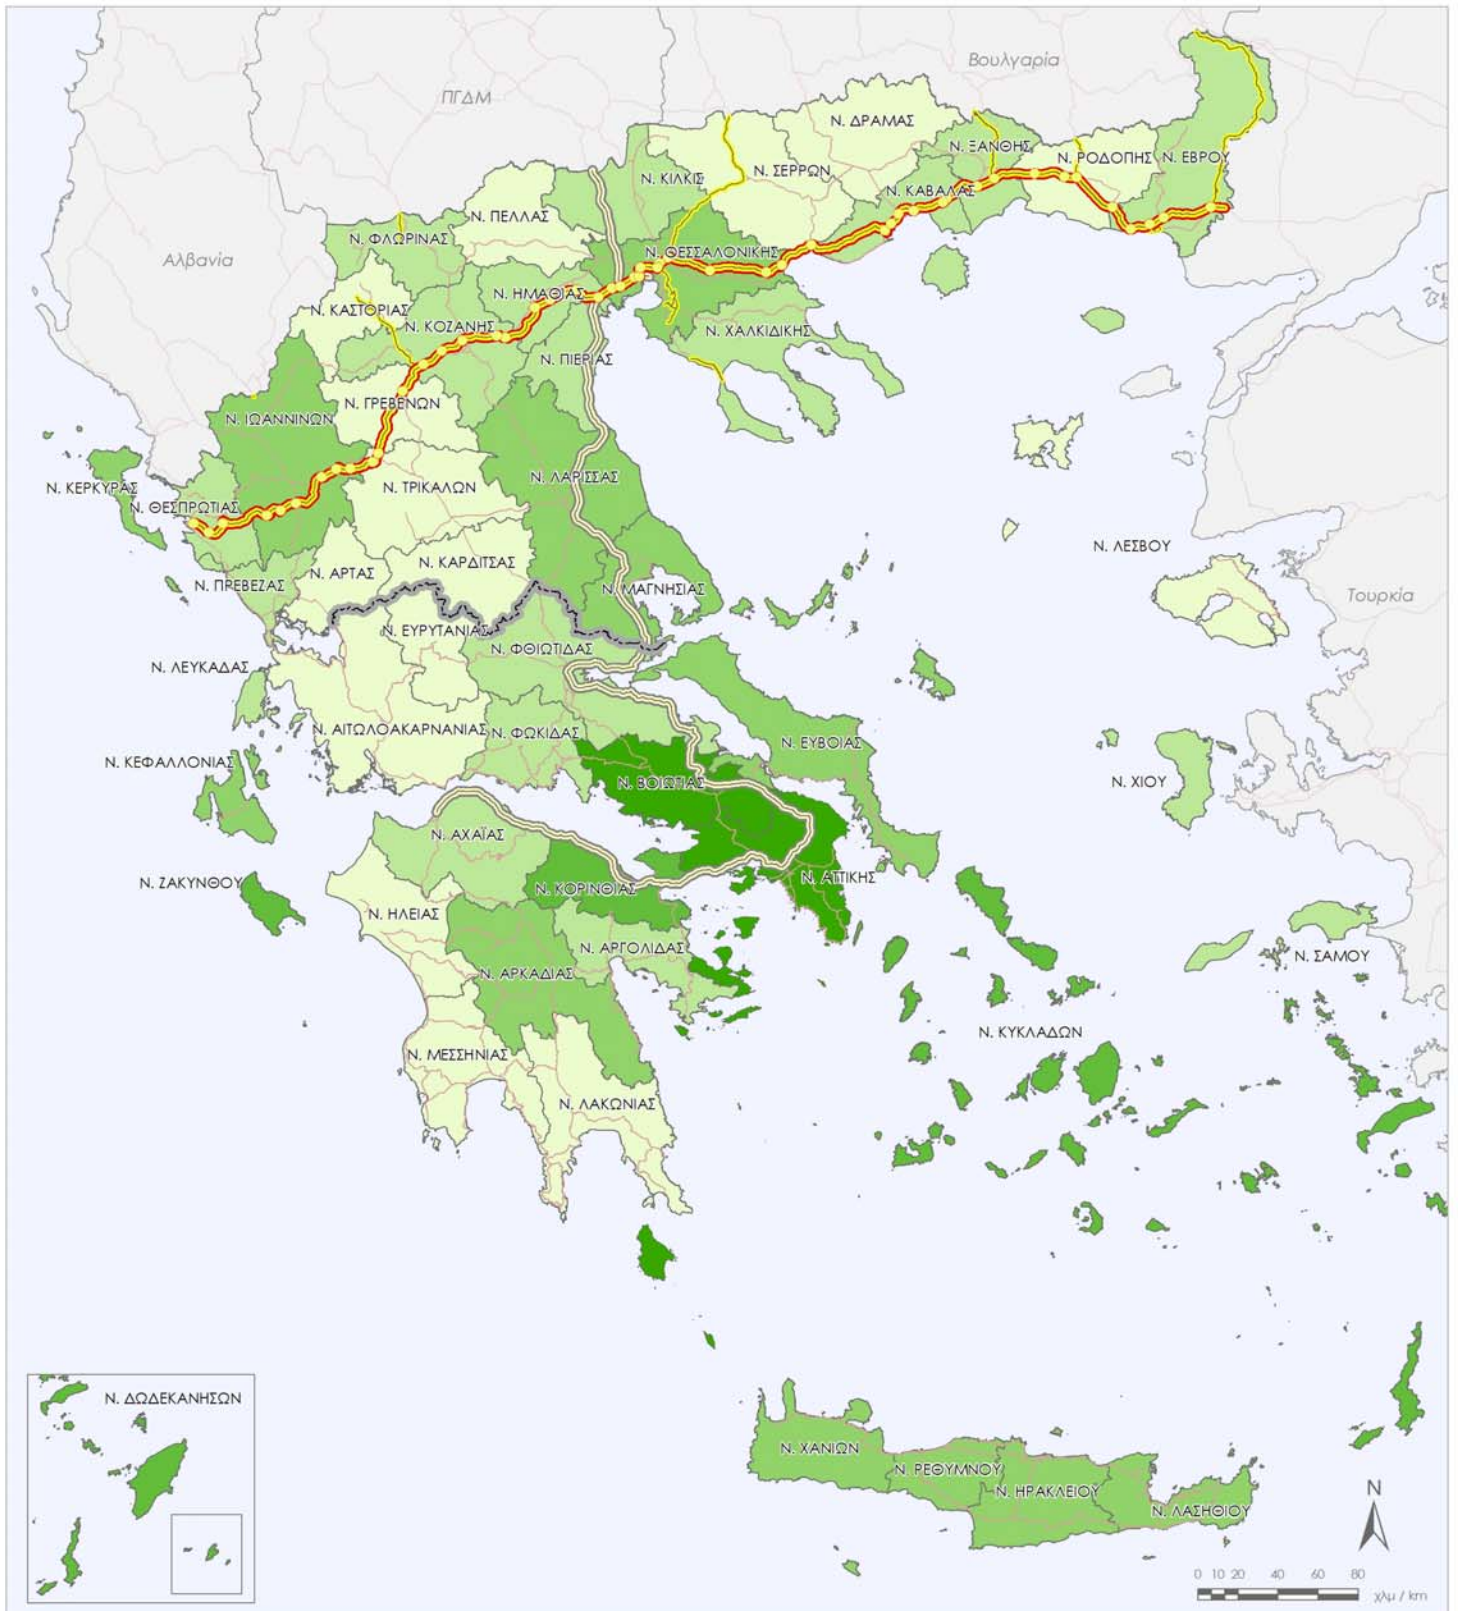 Βουλγαρία
ΠΓΔΜ
Ν. ΔΡΑΜΑΣ
Ν. ΞΑΝΘΗΣ
Ν. ΡΟΔΟΠΗΣ
Ν. ΕΒΡΟΥ
Ν. ΣΕΡΡΩΝ
Ν. ΚΙΛΚΙΣ
Ν. ΚΑΒΑΛΑΣ
Ν. ΠΕΛΛΑΣ
Ν. ΦΛΩΡΙΝΑΣ
Ν. ΘΕΣΣΑΛΟΝΙΚΗΣ
Αλβανία
Ν. ΗΜΑΘΙΑΣ
Ν. ΚΑΣΤΟΡΙΑΣ
Ν. ΚΟΖΑΝΗΣ
Ν. ΧΑΛΚΙΔΙΚΗΣ
Ν. ΠΙΕΡΙΑΣ
Ν. ΓΡΕΒΕΝΩΝ
Ν. ΙΩΑΝΝΙΝΩΝ
Ν. ΛΑΡΙΣΣΑΣ
Ν. ΚΕΡΚΥΡΑΣ
Ν. ΤΡΙΚΑΛΩΝ
Ν. ΘΕΣΠΡΩΤΙΑΣ
Ν. ΛΕΣΒΟΥ
Ν. ΚΑΡΔΙΤΣΑΣ
Ν. ΑΡΤΑΣ
Ν. ΠΡΕΒΕΖΑΣ
Ν. ΜΑΓΝΗΣΙΑΣ
Τουρκία
Ν. ΕΥΡΥΤΑΝΙΑΣ
Ν. ΦΘΙΩΤΙΔΑΣ
Ν. ΛΕΥΚΑΔΑΣ
Ν. ΑΙΤΩΛΟΑΚΑΡΝΑΝΙΑΣ
Ν. ΦΩΚΙΔΑΣ
Ν. ΕΥΒΟΙΑΣ
Ν. ΚΕΦΑΛΛΟΝΙΑΣ
Ν. ΒΟΙΩΤΙΑΣ
Ν. ΧΙΟΥ
Ν. ΑΧΑΪΑΣ
Ν. ΑΤΤΙΚΗΣ
Ν. ΖΑΚΥΝΘΟΥ
Ν. ΚΟΡΙΝΘΙΑΣ
Ν. ΗΛΕΙΑΣ
Ν. ΑΡΓΟΛΙΔΑΣ
Ν. ΣΑΜΟΥ
Ν. ΑΡΚΑΔΙΑΣ
Ν. ΚΥΚΛΑΔΩΝ
Ν. ΜΕΣΣΗΝΙΑΣ
Ν. ΛΑΚΩΝΙΑΣ
Ν. ΔΩΔΕΚΑΝΗΣΩΝ
Ν. ΧΑΝΙΩΝ
Ν. ΡΕΘΥΜΝΟΥ
Ν. ΗΡΑΚΛΕΙΟΥ
Ν. ΛΑΣΗΘΙΟΥ
N
0 10 20 40 60 80
χλμ / km